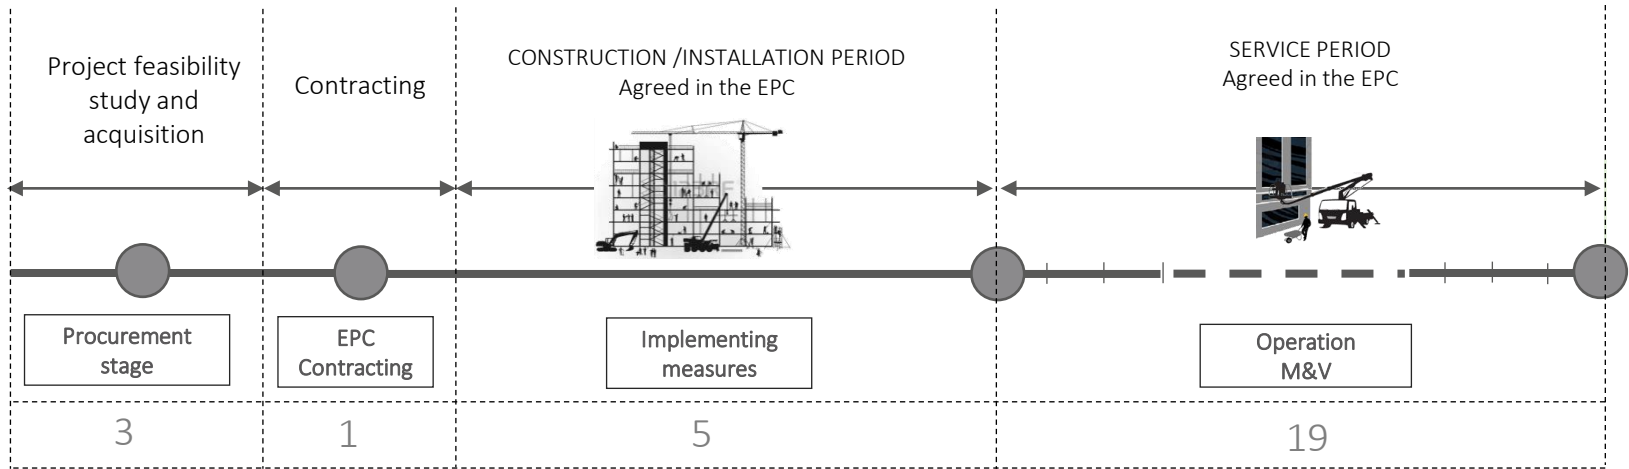 Project feasibility
study and
acquisition
Contracting
CONSTRUCTION /INSTALLATION PERIOD
Agreed in the EPC
SERVICE PERIOD
Agreed in the EPC
Procurement
stage
EPC
Contracting
Implementing
measures
Operation
M&V
3
1
5
19